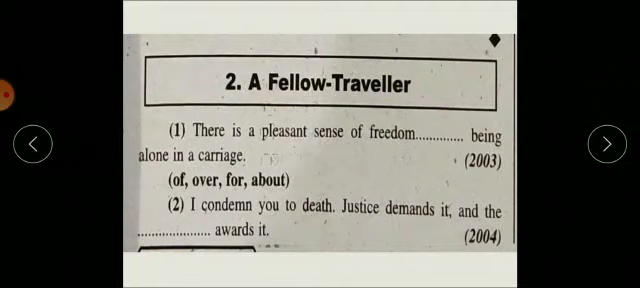 2. A Fellow-Traveller
(1) There is a pleasant sense of freedom............. being
alone in a carriage. (2003)
(of, over, for, about)
(2) I condemn you to death. Justice demands it, and the
..................... awards it. (2004)